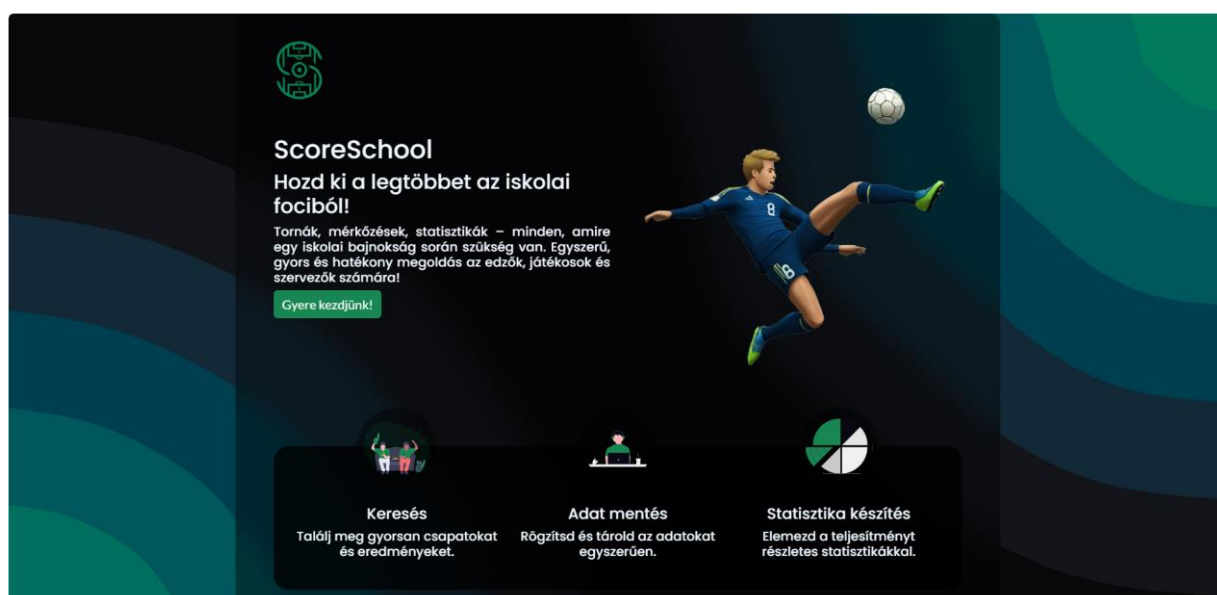 ScoreSchool
Hozd ki a legtöbbet az iskolai
fociból!
Tornák, mérkőzések, statisztikák – minden, amire
egy iskolai bajnokság során szükség van. Egyszerű,
gyors és hatékony megoldás az edzők, játékosok és
szervezők számára!
Gyere kezdjünk!
8
8
Keresés
Találj meg gyorsan csapatokat
és eredményeket.
Adat mentés
Rögzítsd és tárold az adatokat
egyszerűen.
Statisztika készítés
Elemezd a teljesítményt
részletes statisztikákkal.